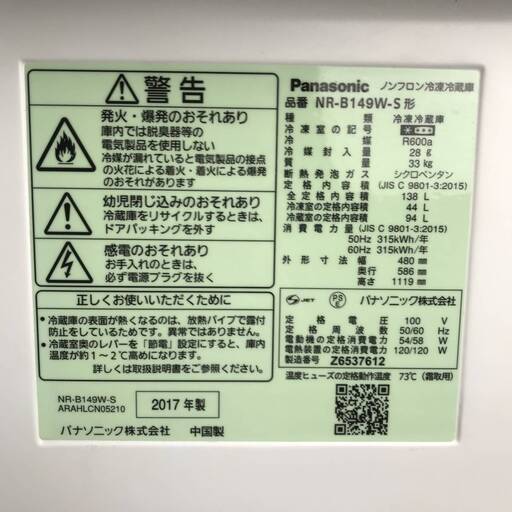 警告
発火・爆発のおそれあり
庫内では脱臭器等の
電気製品を使用しない
冷媒が漏れていると電気製品の接点
の火花による着火・着火に爆発の
おそれあり
幼児閉じ込みのおそれあり
冷蔵庫をリサイクルするときは、
ドアパッキングを外す
感電のおそれあり
お手入れのときは、
必ず電源プラグを抜く
正しくお使いいただくために
・冷蔵庫の表面が熱くなるのは、放熱パイプで露付
防止をしているためで、異常ではありません。
・冷蔵室奥のレバーを「節電」設定にすると、庫内
温度が約1～2℃高めになります。
詳しくは取扱説明書をご覧ください。
NR-B149W-S
ARAHLCN05210
2017年製
パナソニック株式会社 中国製
Panasonic ノンフロン冷凍冷蔵庫
品番 NR-B149W-S形
種類 冷凍冷蔵庫
冷凍室の記号
冷媒 R600a
冷媒封入量 28g
質量 33kg
断熱発泡ガス シクロペンタン
定格内容積 (JIS C 9801-3:2015)
全定格内容積 138 L
冷凍室の定格内容積 44 L
冷蔵室の定格内容積 94 L
消費電力量 (JIS C 9801-3:2015)
50Hz 315kWh/年
60Hz 315kWh/年
外形寸法 幅 480 mm
奥行 586 mm
高さ 1119 mm
JET PSE パナソニック株式会社
定格電圧 100 V
定格周波数 50/60 Hz
電動機の定格消費電力 54/58 W
電熱装置の定格消費電力 120/120 W
製造番号 Z6537612
温度ヒューズの定格動作温度 73℃(霜取用)